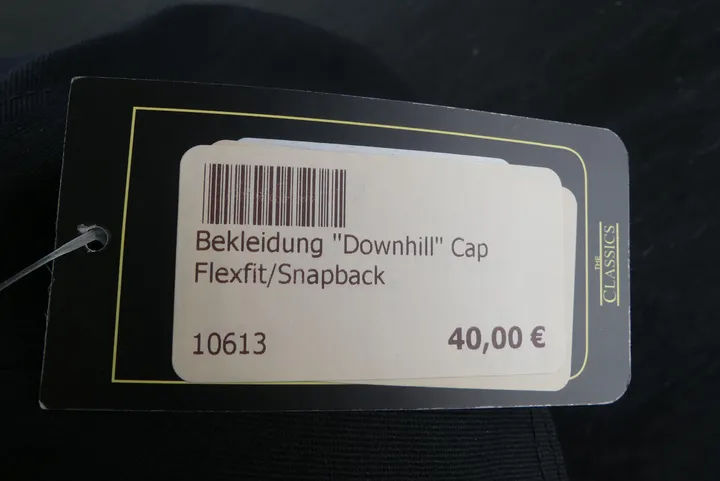 Bekleidung "Downhill" Cap
Flexfit/Snapback
10613
40,00 €
THE
CLASSICS